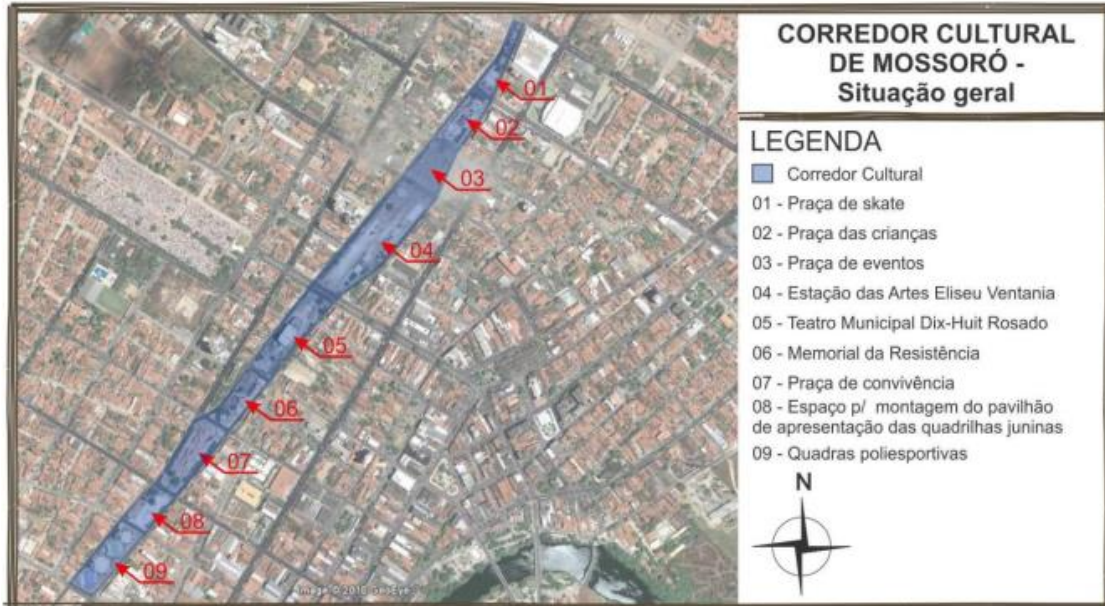 CORREDOR CULTURAL
DE MOSSORÓ -
Situação geral
LEGENDA
Corredor Cultural
01 - Praça de skate
02 - Praça das crianças
03 - Praça de eventos
04 - Estação das Artes Eliseu Ventania
05 - Teatro Municipal Dix-Huit Rosado
06 - Memorial da Resistência
07 - Praça de convivência
08 - Espaço p/ montagem do pavilhão
de apresentação das quadrilhas juninas
09 - Quadras poliesportivas
N
01
02
03
04
05
06
07
08
09
Image © 2010 GeoEye